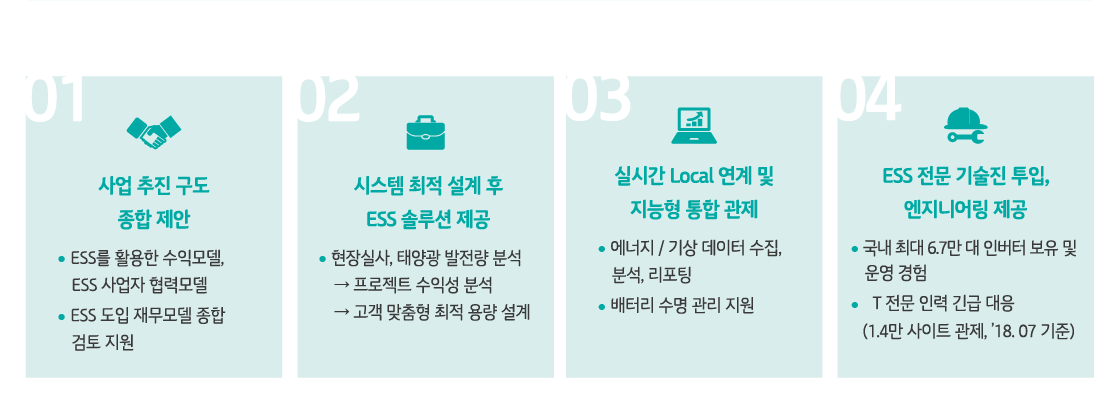 01
사업 추진 구도
종합 제안
• ESS를 활용한 수익모델,
ESS 사업자 협력모델
• ESS 도입 재무모델 종합
검토 지원
02
시스템 최적 설계 후
ESS 솔루션 제공
• 현장실사, 태양광 발전량 분석
→ 프로젝트 수익성 분석
→ 고객 맞춤형 최적 용량 설계
03
실시간 Local 연계 및
지능형 통합 관제
• 에너지 / 기상 데이터 수집,
분석, 리포팅
• 배터리 수명 관리 지원
04
ESS 전문 기술진 투입,
엔지니어링 제공
• 국내 최대 6.7만 대 인버터 보유 및
운영 경험
• T 전문 인력 긴급 대응
(1.4만 사이트 관제, ’18. 07 기준)